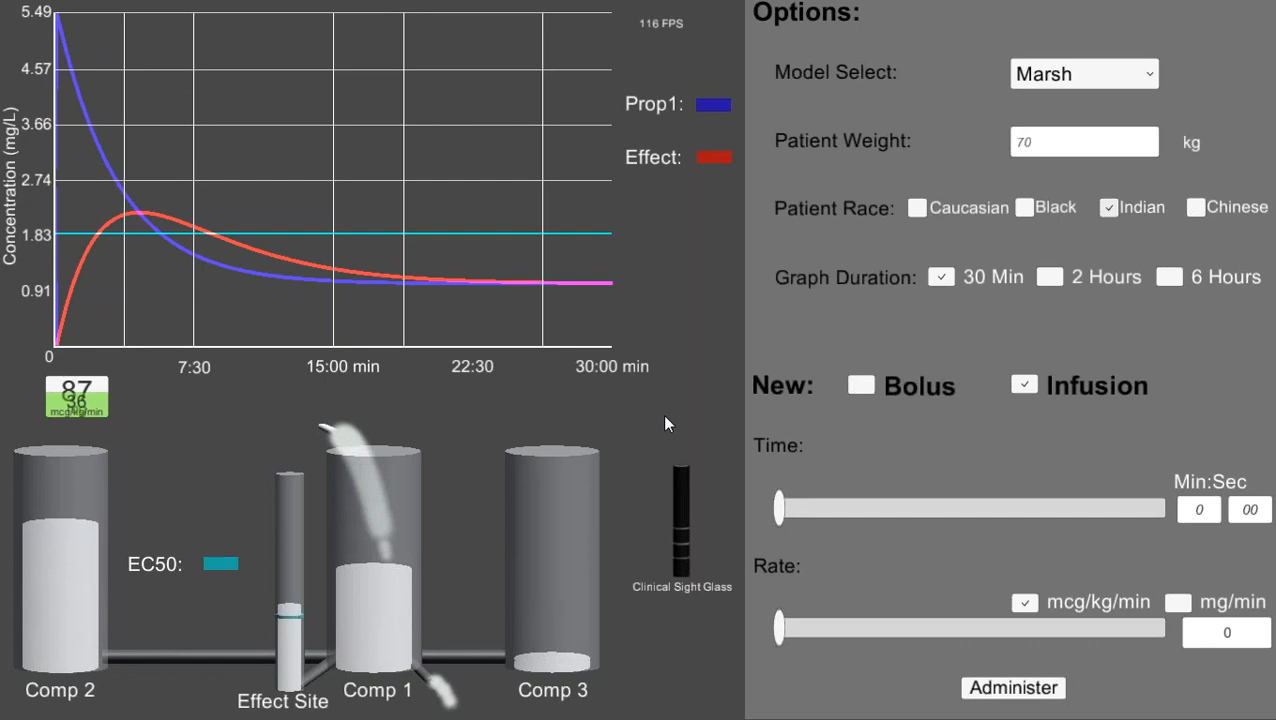 Options:
5.49
4.57
3.66
2.74
1.83
0.91
0
Concentration (mg/L)
116 FPS
Prop1:
Effect:
7:30
15:00 min
22:30
30:00 min
Model Select:
Marsh
Patient Weight:
70
kg
Patient Race:
Caucasian
Black
Indian
Chinese
Graph Duration:
30 Min
2 Hours
6 Hours
New:
Bolus
Infusion
Time:
Min:Sec
0
00
Rate:
mcg/kg/min
mg/min
0
Administer
87
36
mcg/kg/min
EC50:
Clinical Sight Glass
Comp 2
Effect Site
Comp 1
Comp 3